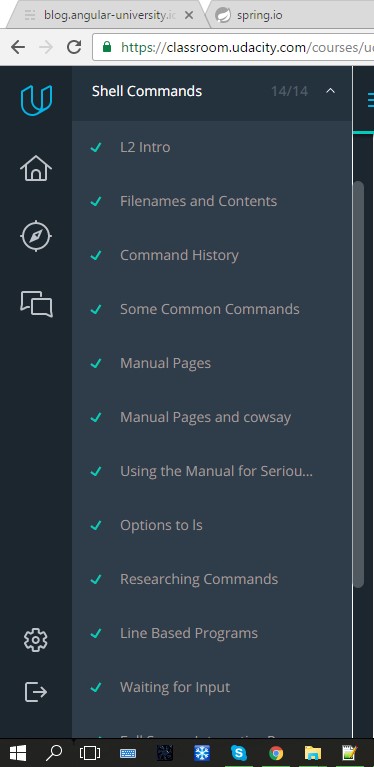 blog.angular-university.i
spring.io
https://classroom.udacity.com/courses/u
Shell Commands 14/14
L2 Intro
Filenames and Contents
Command History
Some Common Commands
Manual Pages
Manual Pages and cowsay
Using the Manual for Seriou...
Options to ls
Researching Commands
Line Based Programs
Waiting for Input